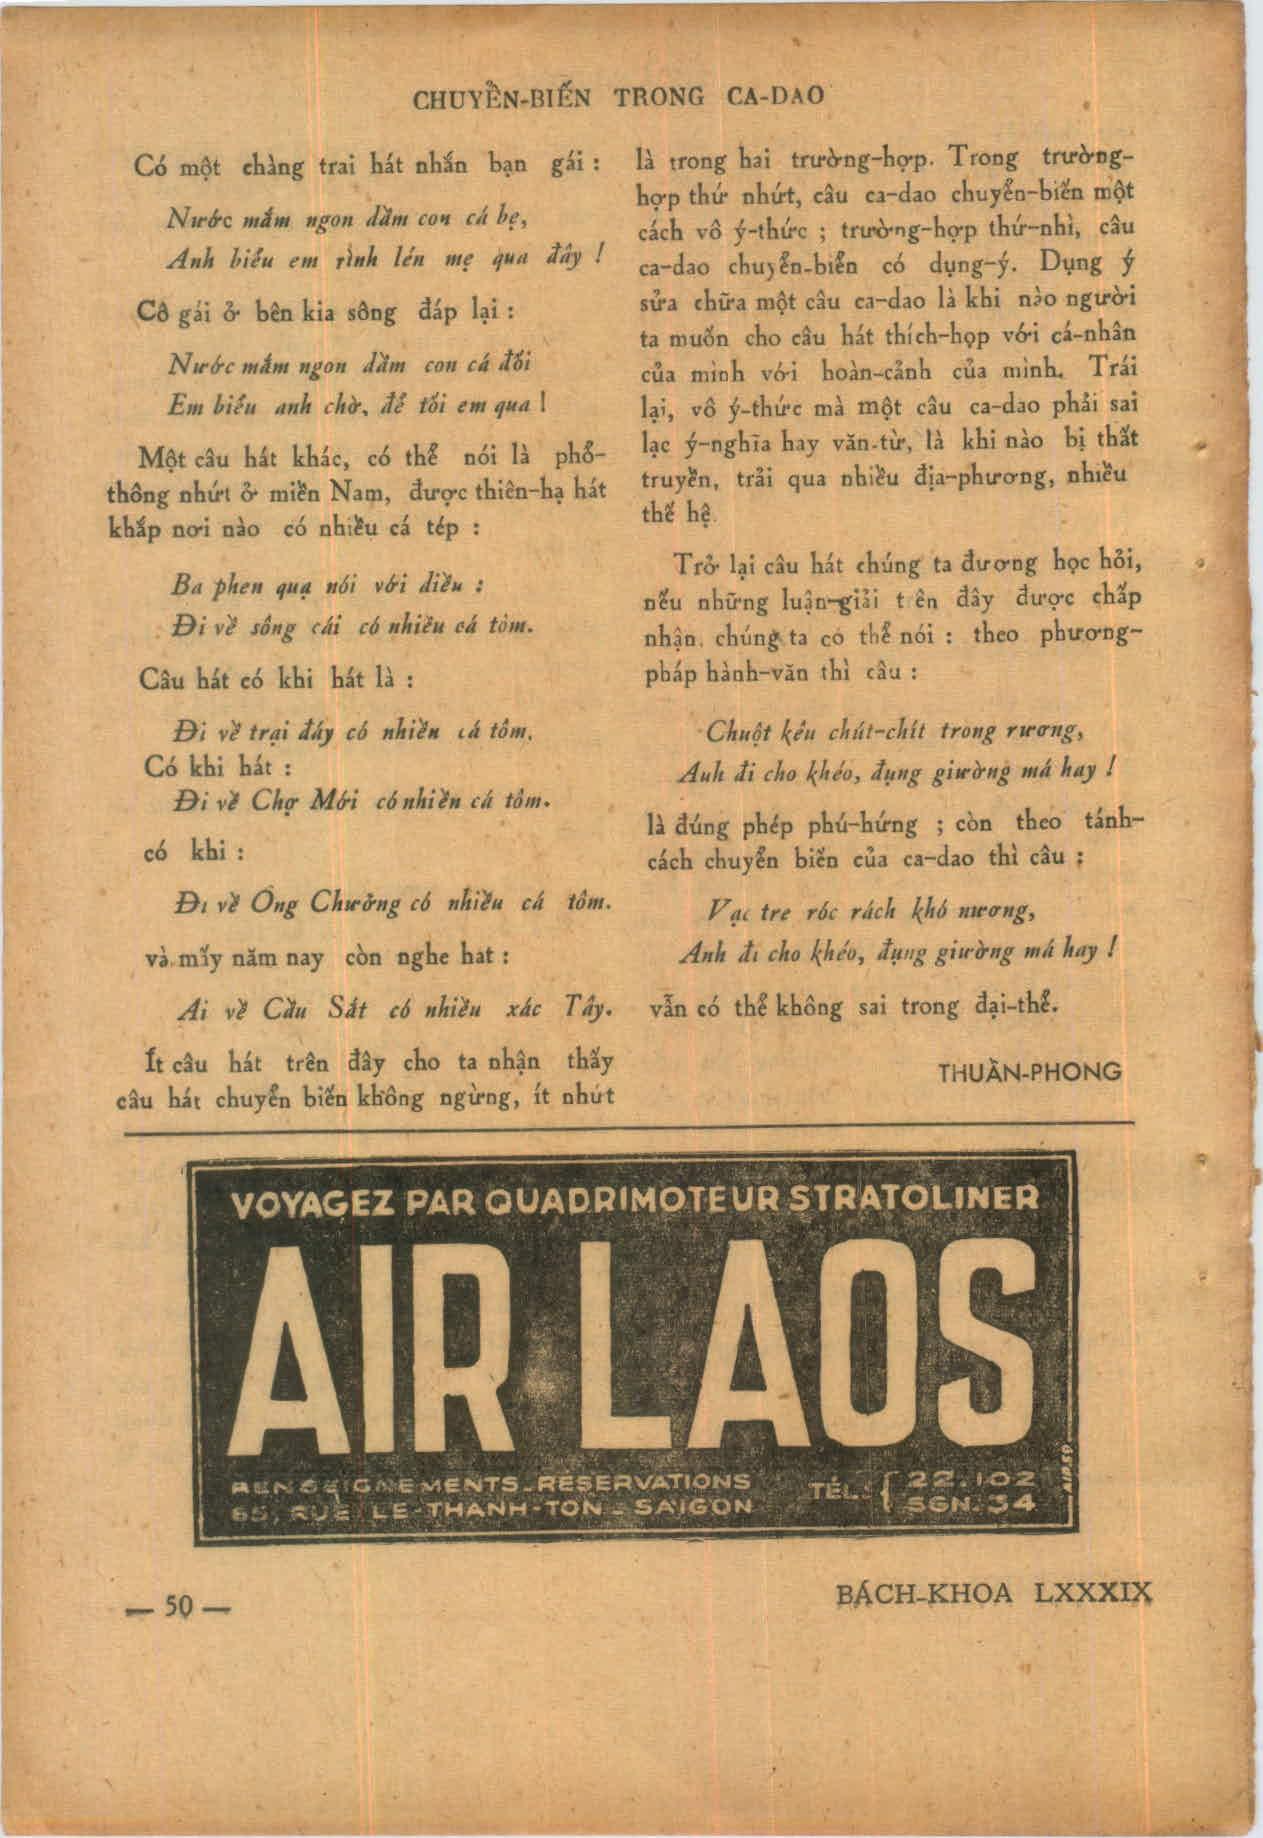 CHUYỂN-BIẾN TRONG CA-DAO
Có một chàng trai hát nhắn bạn gái :
Nước mắm ngon dầm con cá bẹ,
Anh biểu em rình lén mẹ qua đây !
Cô gái ở bên kia sông đáp lại :
Nước mắm ngon dầm con cá đối
Em biểu anh chờ, để tối em qua !
Một câu hát khác, có thể nói là phổ-
thông nhứt ở miền Nam, được thiên-hạ hát
khắp nơi nào có nhiều cá tép :
Ba phen quạ nói với diều :
Đi về sông cái có nhiều cá tôm.
Câu hát có khi hát là :
Đi về trại đáy có nhiều cá tôm.
Có khi hát :
Đi về Chợ Mới có nhiều cá tôm.
có khi :
Đi về Ông Chưởng có nhiều cá tôm.
và mấy năm nay còn nghe hat :
Ai về Cầu Sắt có nhiều xác Tây.
Ít câu hát trên đây cho ta nhận thấy
câu hát chuyển biến không ngừng, ít nhứt
là trong hai trường-hợp. Trong trường-
hợp thứ nhứt, câu ca-dao chuyển-biến một
cách vô ý-thức ; trường-hợp thứ-nhì, câu
ca-dao chuyển-biến có dụng-ý. Dụng ý
sửa chữa một câu ca-dao là khi nào người
ta muốn cho câu hát thích-họp với cá-nhân
của mình với hoàn-cảnh của mình. Trái
lại, vô ý-thức mà một câu ca-dao phải sai
lạc ý-nghĩa hay văn-từ, là khi nào bị thất
truyền, trải qua nhiều địa-phương, nhiều
thế hệ.
Trở lại câu hát chúng ta đương học hỏi,
nếu những luận-giải trên đây được chấp
nhận, chúng ta có thể nói : theo phương-
pháp hành-văn thì câu :
Chuột kêu chút-chít trong rương,
Anh đi cho khéo, đụng giường má hay !
là đúng phép phú-hứng ; còn theo tánh-
cách chuyển biến của ca-dao thì câu :
Vạc tre róc rách khó nương,
Anh đi cho khéo, đụng giường má hay !
vẫn có thể không sai trong đại-thể.
THUẦN-PHONG
VOYAGEZ PAR QUADRIMOTEUR STRATOLINER
AIR LAOS
RENSEIGNEMENTS-RESERVATIONS
65, RUE LE-THANH-TON - SAIGON
TÉL. { 22.102
SGN. 34
— 50 —
BÁCH-KHOA LXXXIX